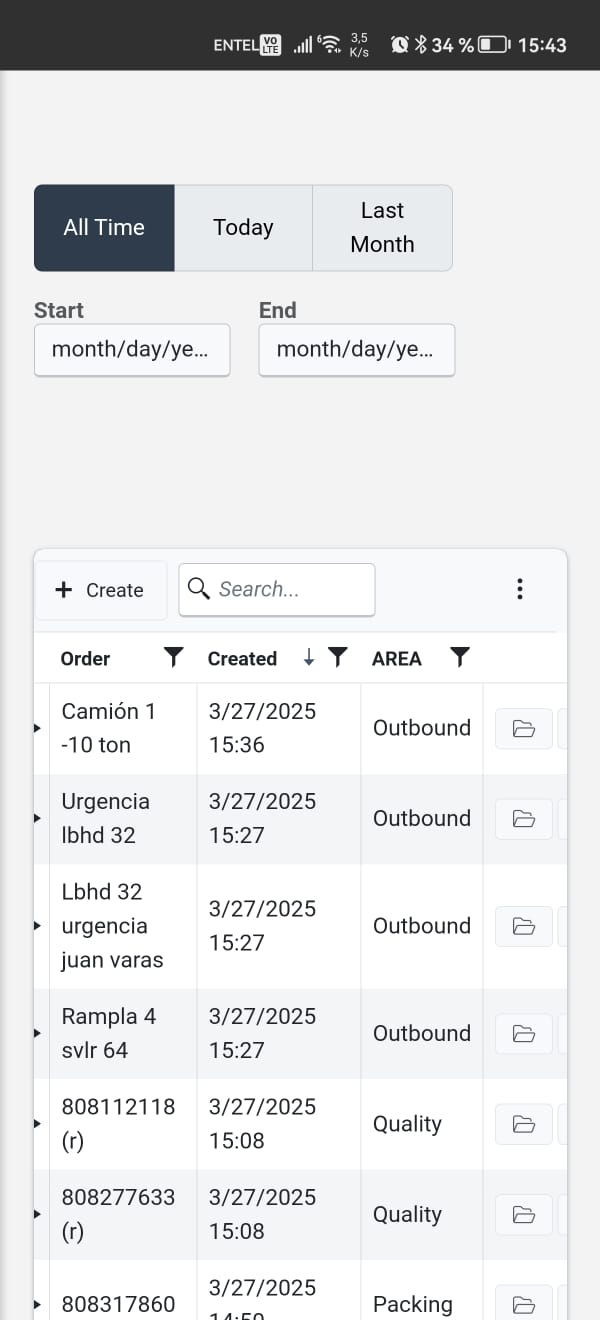 ENTEL VO LTE 6 3,5 K/s 34 % 15:43
All Time
Today
Last
Month
Start
End
month/day/ye...
month/day/ye...
+ Create
Search...
Order
Created ↓
AREA
Camión 1
-10 ton
3/27/2025
15:36
Outbound
Urgencia
lbhd 32
3/27/2025
15:27
Outbound
Lbhd 32
urgencia
juan varas
3/27/2025
15:27
Outbound
Rampla 4
svlr 64
3/27/2025
15:27
Outbound
808112118
(r)
3/27/2025
15:08
Quality
808277633
(r)
3/27/2025
15:08
Quality
808317860
3/27/2025
Packing